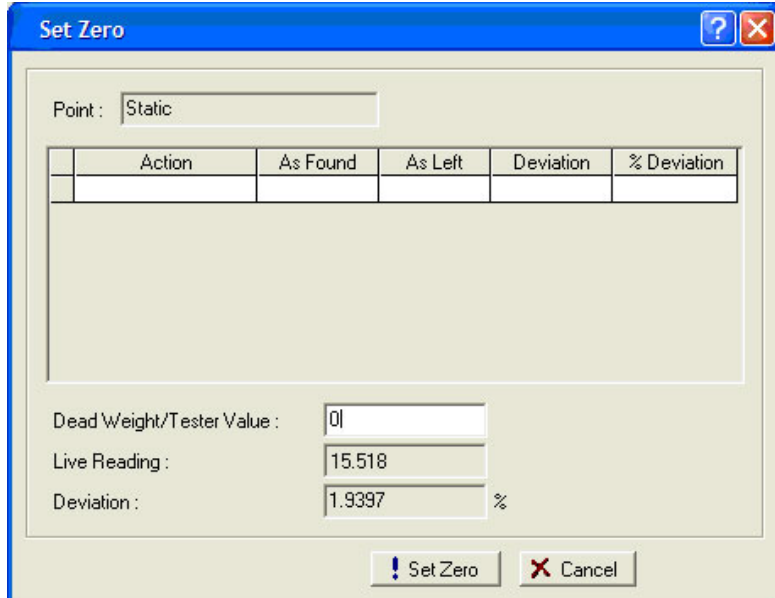 Set Zero
Point : Static
Action As Found As Left Deviation % Deviation
Dead Weight/Tester Value : 0
Live Reading : 15.518
Deviation : 1.9397 %
! Set Zero Cancel